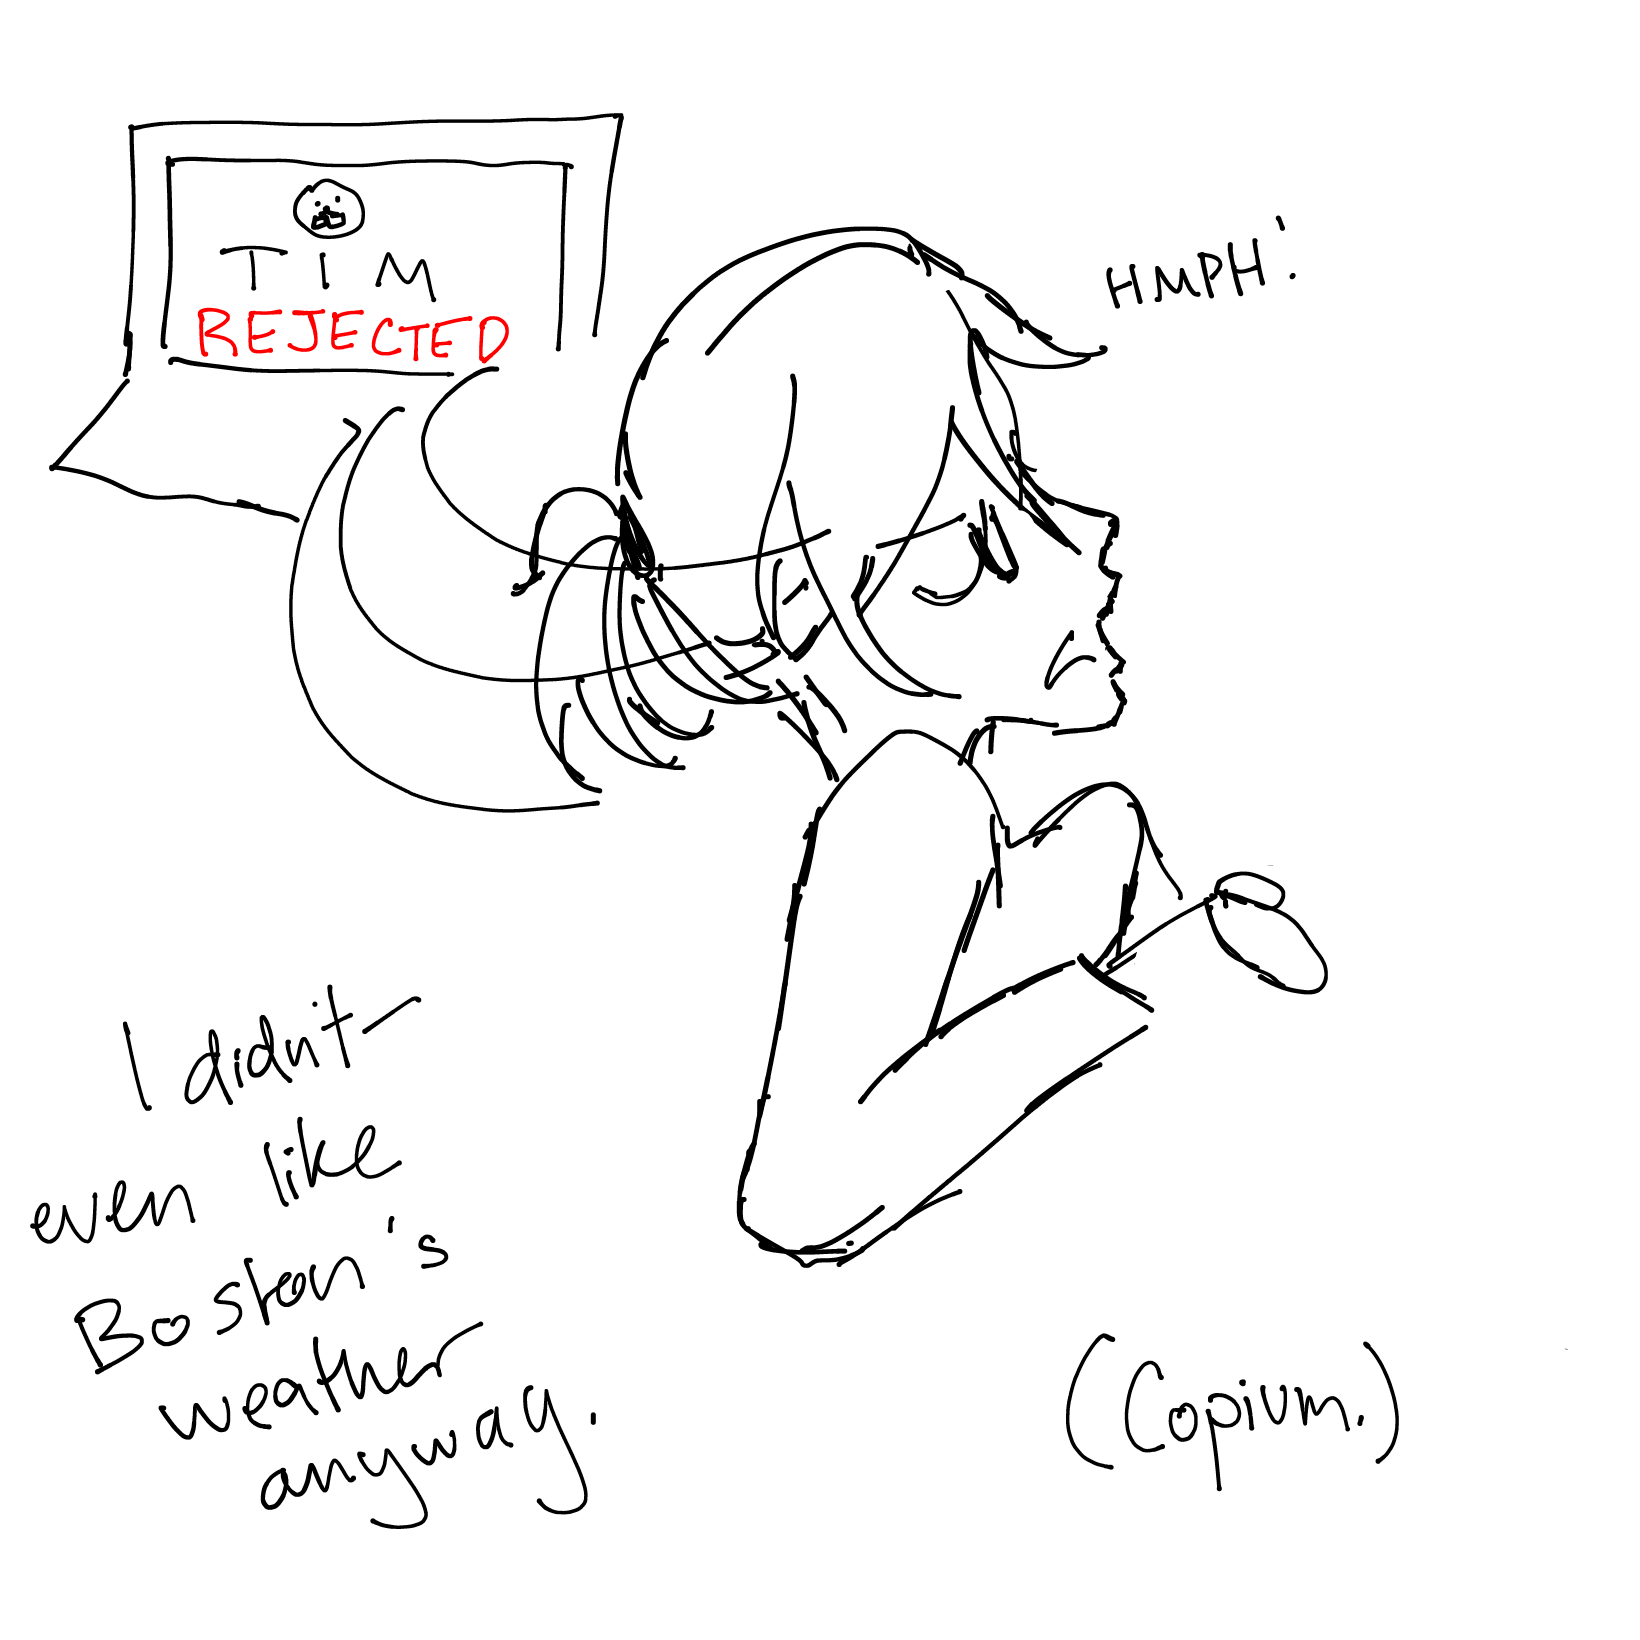 TIM
REJECTED
HMPH!
I didn't
even like
Boston's
weather
anyway.
(Copium.)